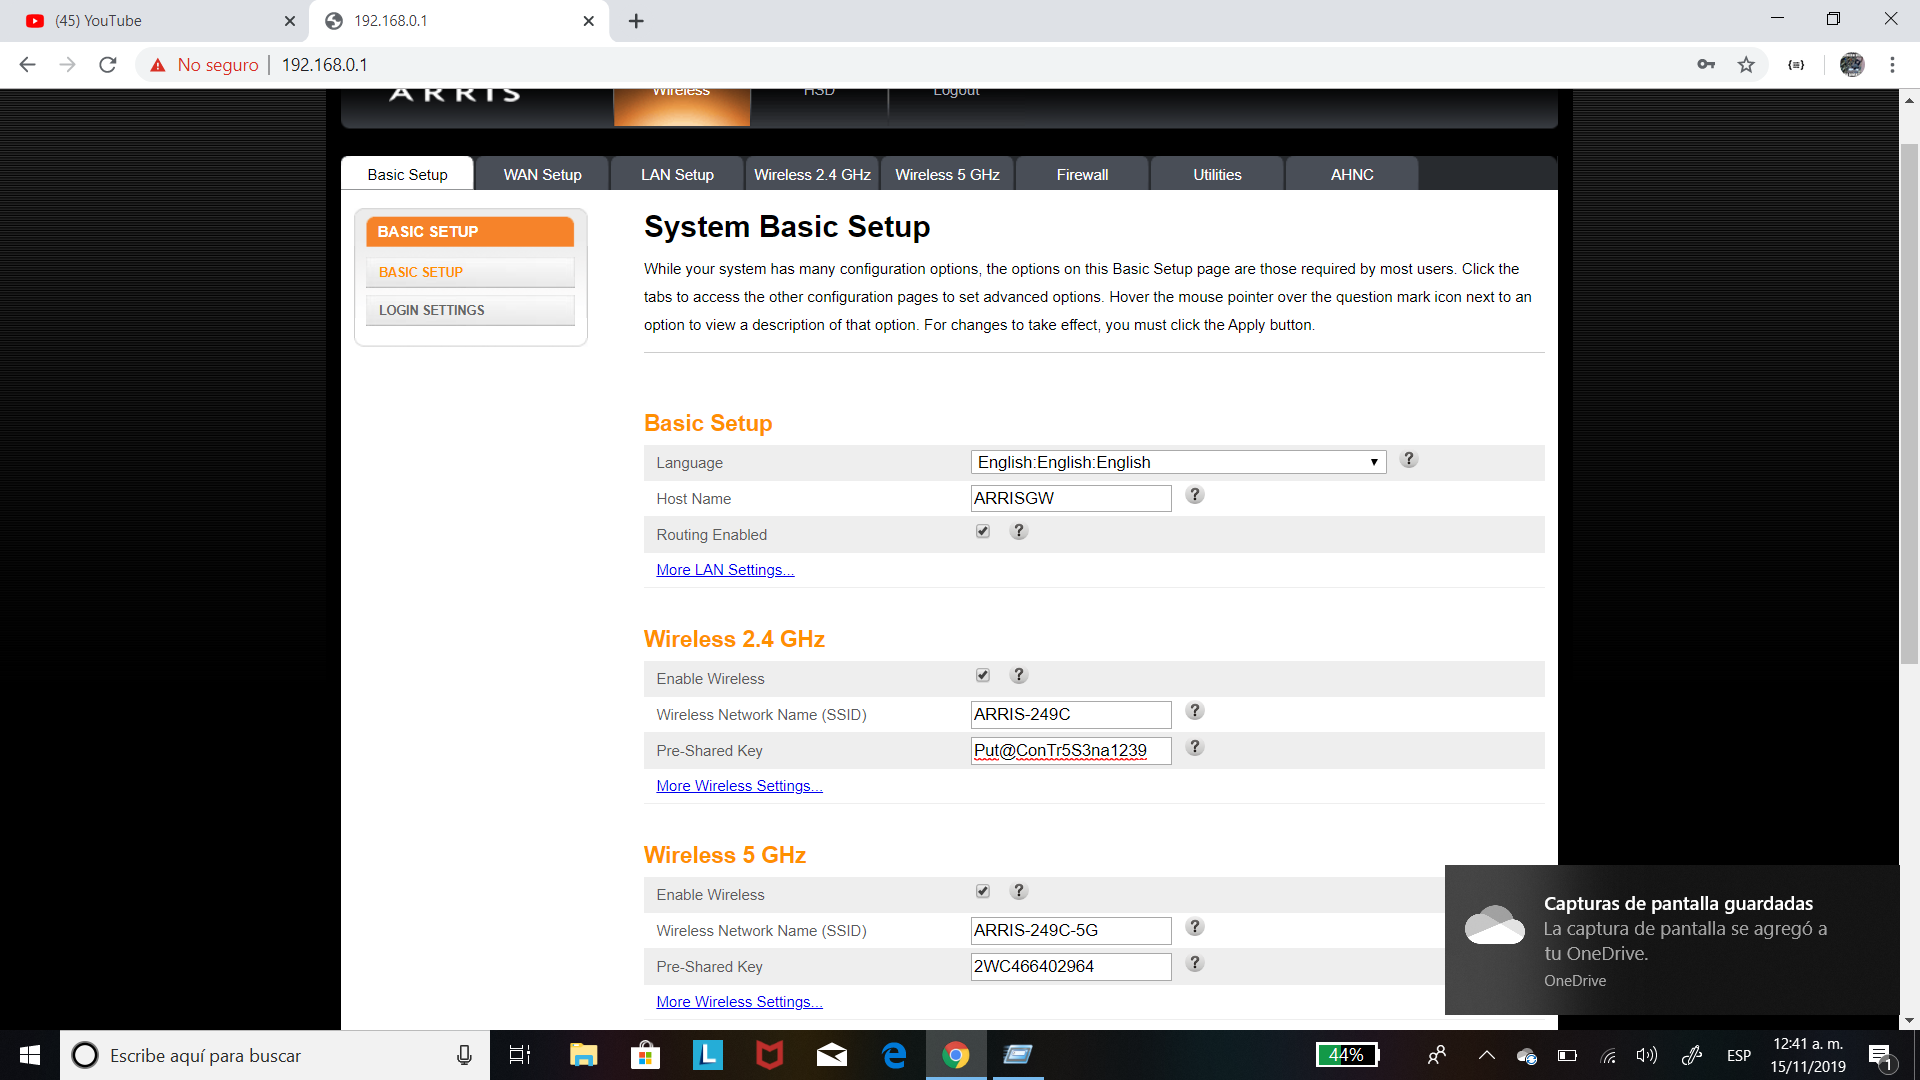 (45) YouTube
192.168.0.1
No seguro
192.168.0.1
ARRIS
Wireless
HSD
Logout
Basic Setup
WAN Setup
LAN Setup
Wireless 2.4 GHz
Wireless 5 GHz
Firewall
Utilities
AHNC
BASIC SETUP
BASIC SETUP
LOGIN SETTINGS
System Basic Setup
While your system has many configuration options, the options on this Basic Setup page are those required by most users. Click the
tabs to access the other configuration pages to set advanced options. Hover the mouse pointer over the question mark icon next to an
option to view a description of that option. For changes to take effect, you must click the Apply button.
Basic Setup
Language English:English:English ?
Host Name ARRISGW ?
Routing Enabled ?
More LAN Settings...
Wireless 2.4 GHz
Enable Wireless ?
Wireless Network Name (SSID) ARRIS-249C ?
Pre-Shared Key Put@ConTr5S3na1239 ?
More Wireless Settings...
Wireless 5 GHz
Enable Wireless ?
Wireless Network Name (SSID) ARRIS-249C-5G ?
Pre-Shared Key 2WC466402964 ?
More Wireless Settings...
Capturas de pantalla guardadas
La captura de pantalla se agregó a
tu OneDrive.
OneDrive
Escribe aquí para buscar
L
44%
ESP
12:41 a. m.
15/11/2019
1